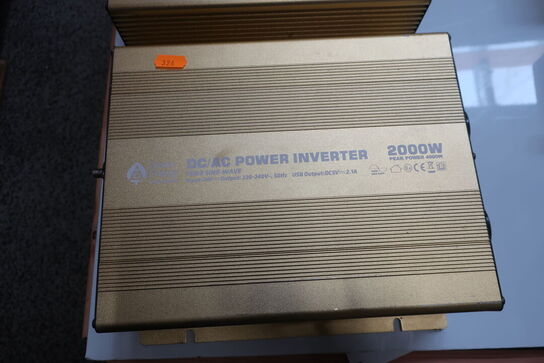 324
DC/AC POWER INVERTER
2000W
PURE SINE WAVE
PEAK POWER 4000W
Output: 220-240V~, 50Hz USB Output: DC5V 2.1A